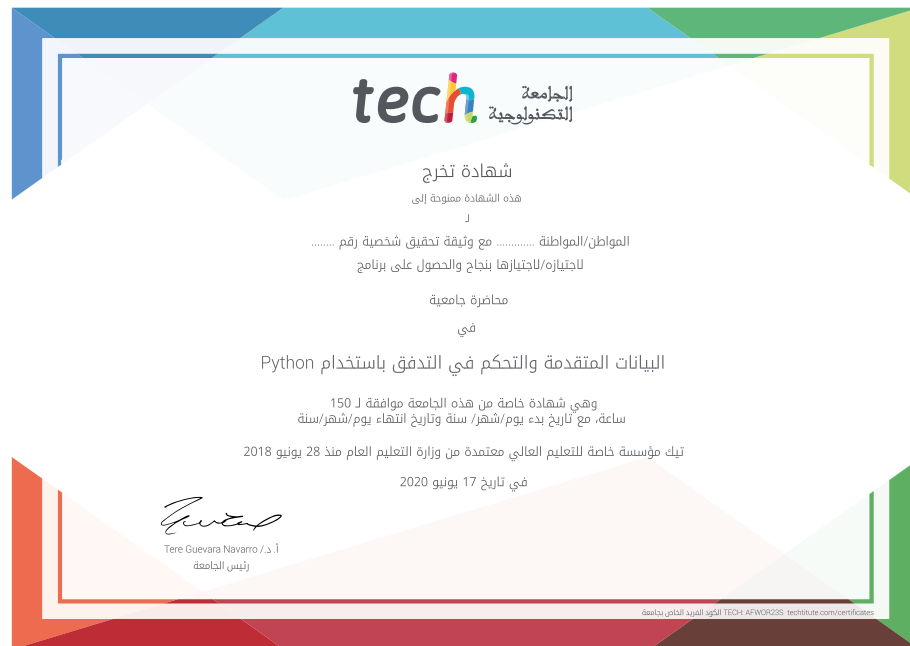 tech الجامعة
التكنولوجية
شهادة تخرج
هذه الشهادة ممنوحة إلى
لـ
المواطن/المواطنة ............. مع وثيقة تحقيق شخصية رقم ........
لاجتيازه/لاجتيازها بنجاح والحصول على برنامج
محاضرة جامعية
في
البيانات المتقدمة والتحكم في التدفق باستخدام Python
وهي شهادة خاصة من هذه الجامعة موافقة لـ 150
ساعة، مع تاريخ بدء يوم/شهر/ سنة وتاريخ انتهاء يوم/شهر/سنة
تيك مؤسسة خاصة للتعليم العالي معتمدة من وزارة التعليم العام منذ 28 يونيو 2018
في تاريخ 17 يونيو 2020
أ. د./ Tere Guevara Navarro
رئيس الجامعة
الكود الفريد الخاص بجامعة TECH: AFWOR23S techtitute.com/certificates